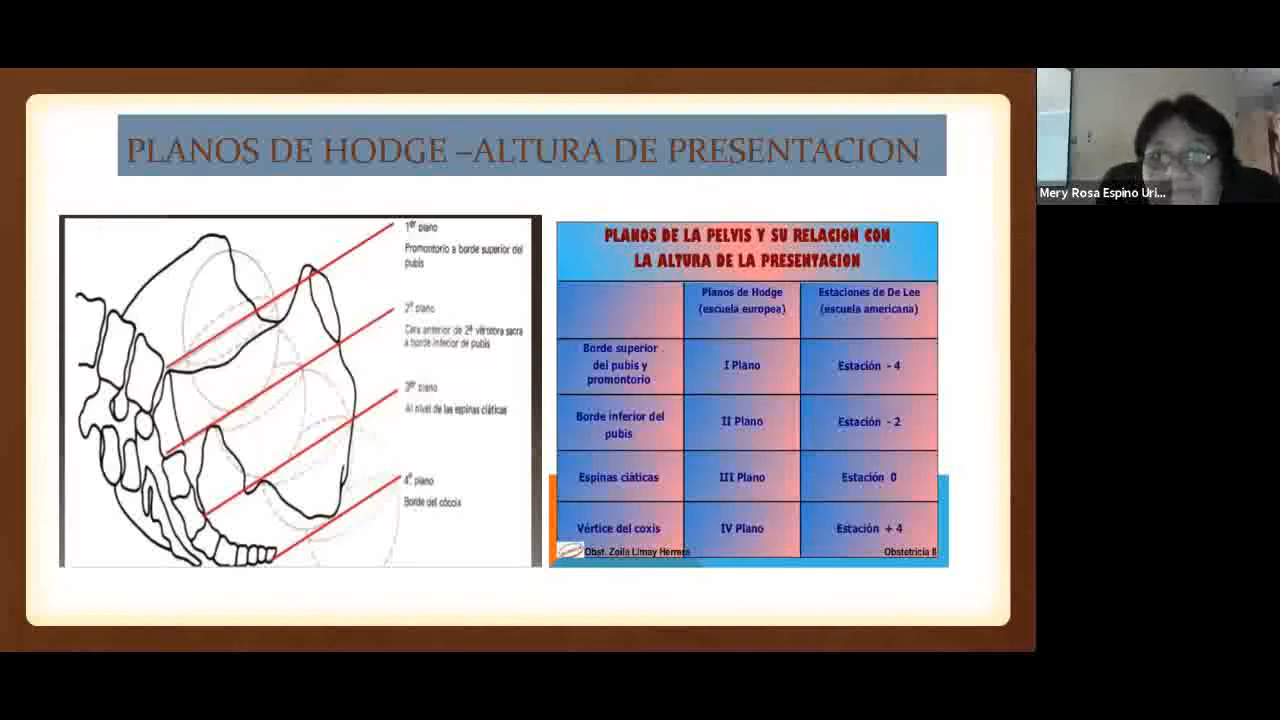 PLANOS DE HODGE –ALTURA DE PRESENTACION
1er plano
Promontorio a borde superior del
pubis
2º plano
Cara anterior de 2ª vértebra sacra
a borde inferior de pubis
3er plano
Al nivel de las espinas ciáticas
4º plano
Borde del cóccix
PLANOS DE LA PELVIS Y SU RELACION CON
LA ALTURA DE LA PRESENTACION
Planos de Hodge
(escuela europea)
Estaciones de De Lee
(escuela americana)
Borde superior
del pubis y
promontorio
I Plano
Estación - 4
Borde inferior del
pubis
II Plano
Estación - 2
Espinas ciáticas
III Plano
Estación 0
Vértice del coxis
IV Plano
Estación + 4
Obst. Zoila Limay Herrera
Obstetricia II
Mery Rosa Espino Uri...